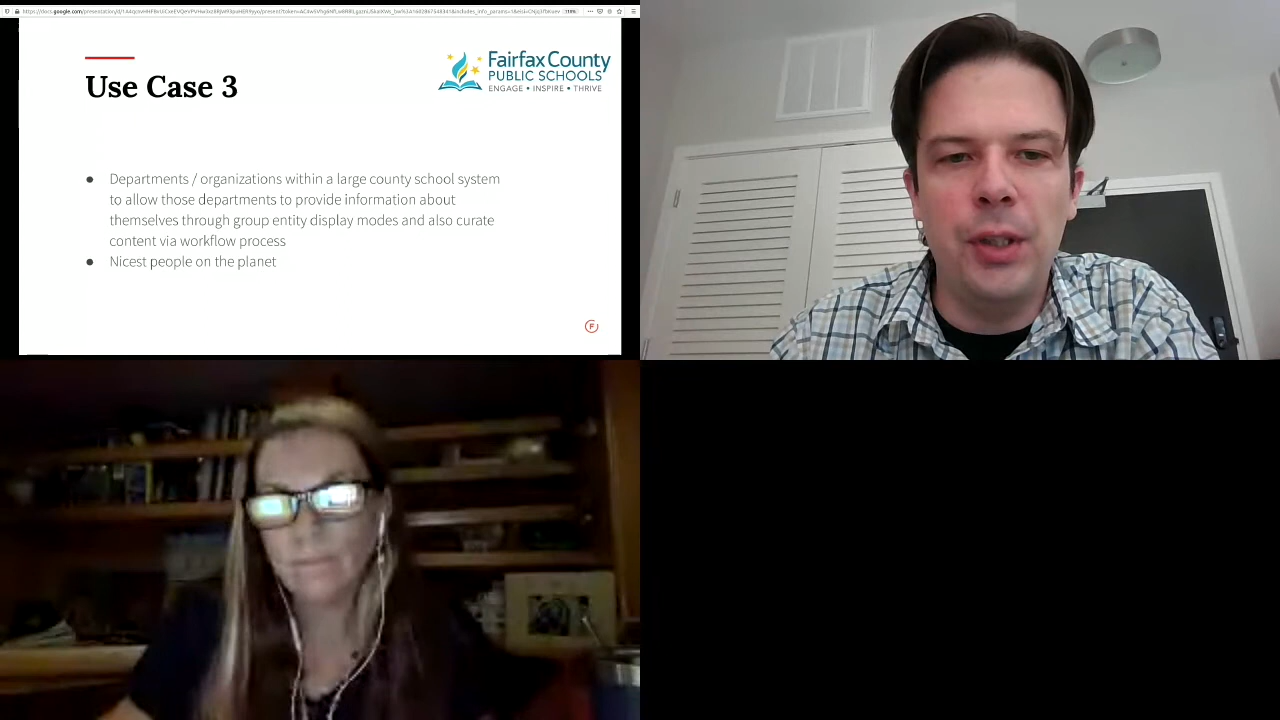 119%
Use Case 3
Fairfax County
PUBLIC SCHOOLS
ENGAGE • INSPIRE • THRIVE
● Departments / organizations within a large county school system
to allow those departments to provide information about
themselves through group entity display modes and also curate
content via workflow process
● Nicest people on the planet
F